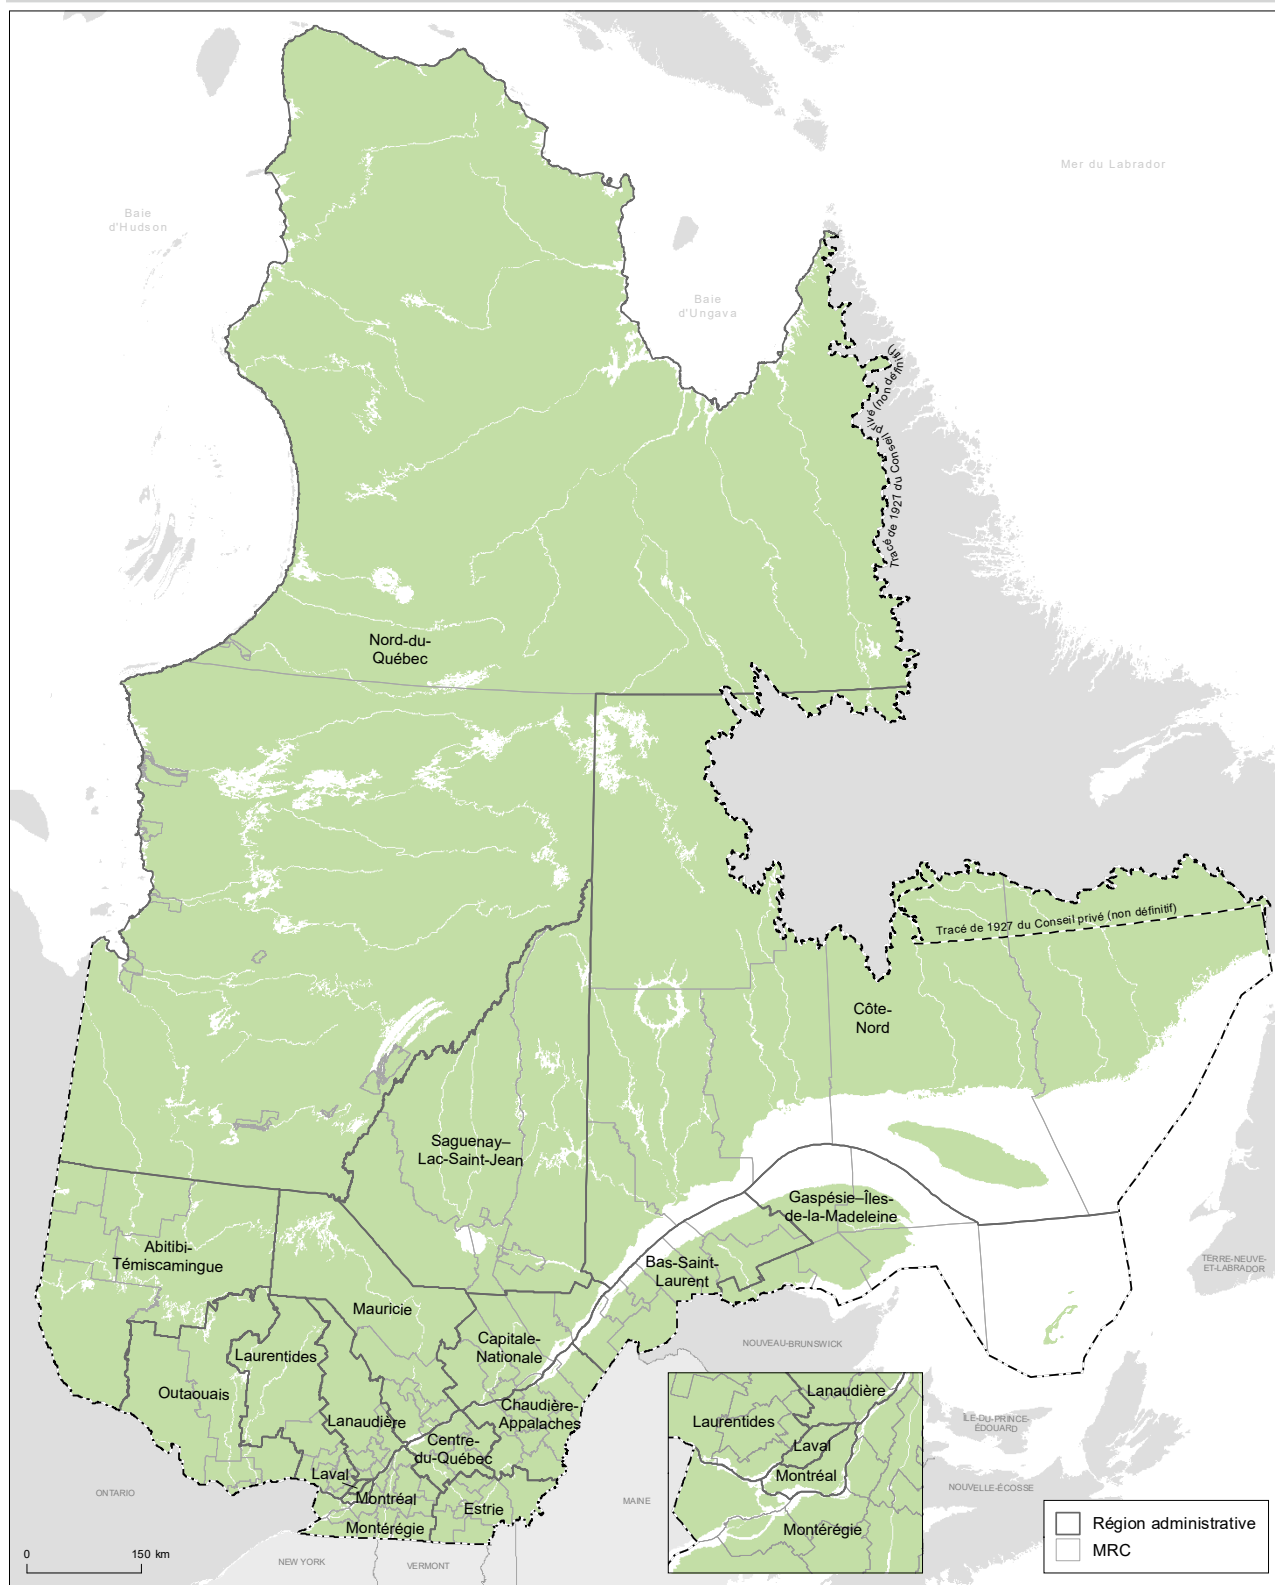 Mer du Labrador
Baie
d'Hudson
Baie
d'Ungava
Tracé de 1927 du Conseil privé (non définitif)
Nord-du-
Québec
Tracé de 1927 du Conseil privé (non définitif)
Côte-
Nord
Saguenay–
Lac-Saint-Jean
Gaspésie–Îles-
de-la-Madeleine
Abitibi-
Témiscamingue
Bas-Saint-
Laurent
TERRE-NEUVE-
ET-LABRADOR
Mauricie
Capitale-
Nationale
NOUVEAU-BRUNSWICK
Laurentides
Outaouais
Lanaudière
Chaudière-
Appalaches
Centre-
du-Québec
Laval
Montréal
Estrie
Montérégie
Lanaudière
Laurentides
Laval
Montréal
Montérégie
ÎLE-DU-PRINCE-
ÉDOUARD
NOUVELLE-ÉCOSSE
ONTARIO
MAINE
NEW YORK
VERMONT
0 150 km
Région administrative
MRC